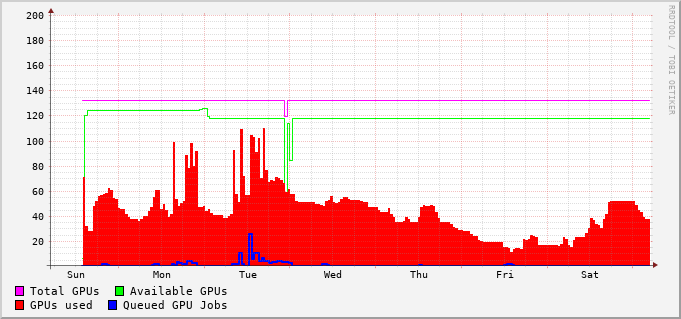 200
180
160
140
120
100
80
60
40
20
Sun Mon Tue Wed Thu Fri Sat
Total GPUs Available GPUs
GPUs used Queued GPU Jobs
RRDTOOL / TOBI OETIKER